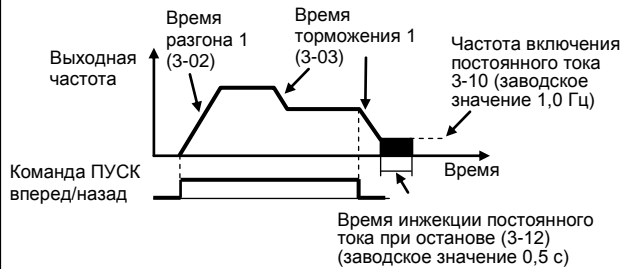 Время
разгона 1
(3-02)
Время
торможения 1
(3-03)
Выходная
частота
Частота включения
постоянного тока
3-10 (заводское
значение 1,0 Гц)
Время
Команда ПУСК
вперед/назад
Время инжекции постоянного
тока при останове (3-12)
(заводское значение 0,5 с)